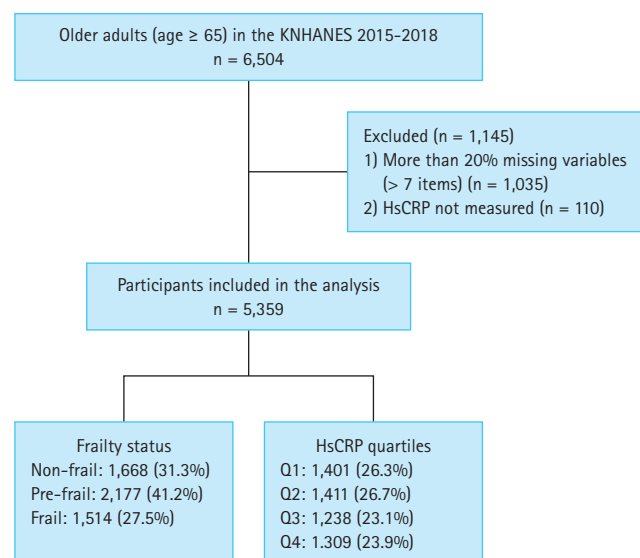 Older adults (age ≥ 65) in the KNHANES 2015-2018
n = 6,504
Excluded (n = 1,145)
1) More than 20% missing variables
(> 7 items) (n = 1,035)
2) HsCRP not measured (n = 110)
Participants included in the analysis
n = 5,359
Frailty status
Non-frail: 1,668 (31.3%)
Pre-frail: 2,177 (41.2%)
Frail: 1,514 (27.5%)
HsCRP quartiles
Q1: 1,401 (26.3%)
Q2: 1,411 (26.7%)
Q3: 1,238 (23.1%)
Q4: 1.309 (23.9%)